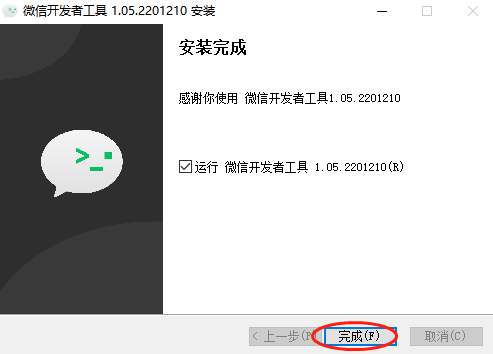 微信开发者工具 1.05.2201210 安装
安装完成
感谢你使用 微信开发者工具1.05.2201210
运行 微信开发者工具 1.05.2201210(R)
< 上一步(P
完成(F)
取消(C)